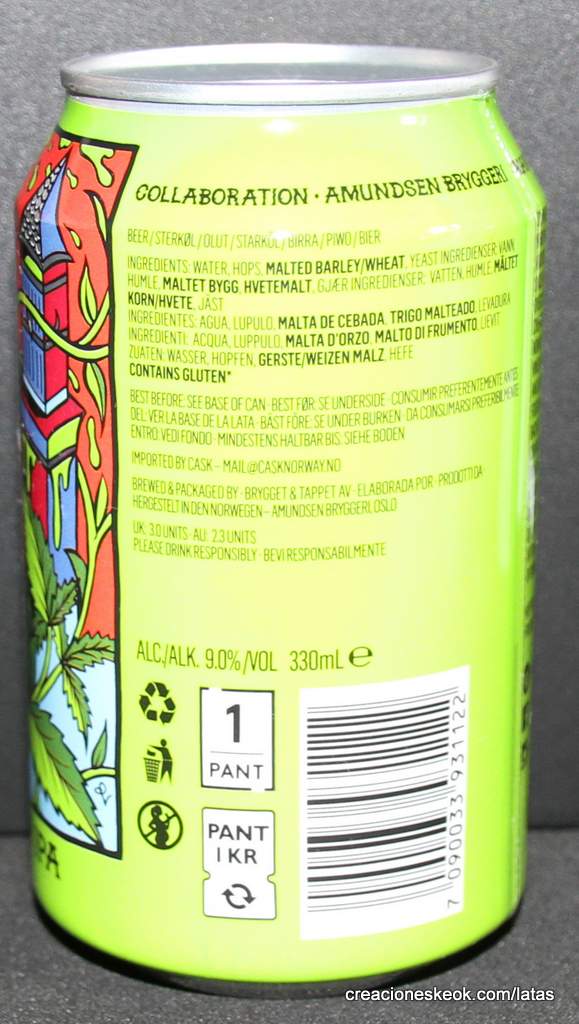 COLLABORATION · AMUNDSEN BRYGGERI
BEER / STERKØL / OLUT / STARKÖL / BIRRA / PIWO / BIER
INGREDIENTS: WATER, HOPS, MALTED BARLEY/WHEAT, YEAST INGREDIENSER: VANN
HUMLE, MALTET BYGG, HVETEMALT, GJÆR INGREDIENSER: VATTEN, HUMLE, MÄLTET
KORN/HVETE, JÄST
INGREDIENTES: AGUA, LUPULO, MALTA DE CEBADA, TRIGO MALTEADO, LEVADURA
INGREDIENTI: ACQUA, LUPPULO, MALTA D'ORZO, MALTO DI FRUMENTO, LIEVIT
ZUATEN: WASSER, HOPFEN, GERSTE/WEIZEN MALZ, HEFE
CONTAINS GLUTEN*
BEST BEFORE: SEE BASE OF CAN · BEST FØR: SE UNDERSIDE · CONSUMIR PREFERENTEMENTE ANTES
DEL: VER LA BASE DE LA LATA · BÄST FÖRE: SE UNDER BURKEN · DA CONSUMARSI PREFERIBILMENTE
ENTRO: VEDI FONDO · MINDESTENS HALTBAR BIS: SIEHE BODEN
IMPORTED BY CASK – MAIL@CASKNORWAY.NO
BREWED & PACKAGED BY · BRYGGET & TAPPET AV · ELABORADA POR · PRODOTTI DA
HERGESTELT IN DEN NORWEGEN – AMUNDSEN BRYGGERI, OSLO
UK: 3.0 UNITS · AU: 2.3 UNITS
PLEASE DRINK RESPONSIBLY · BEVI RESPONSABILMENTE
ALC./ALK. 9.0%/VOL 330mL ℮
1
PANT
PANT
1 KR
7 090033 931122
IPA
creacioneskeok.com/latas